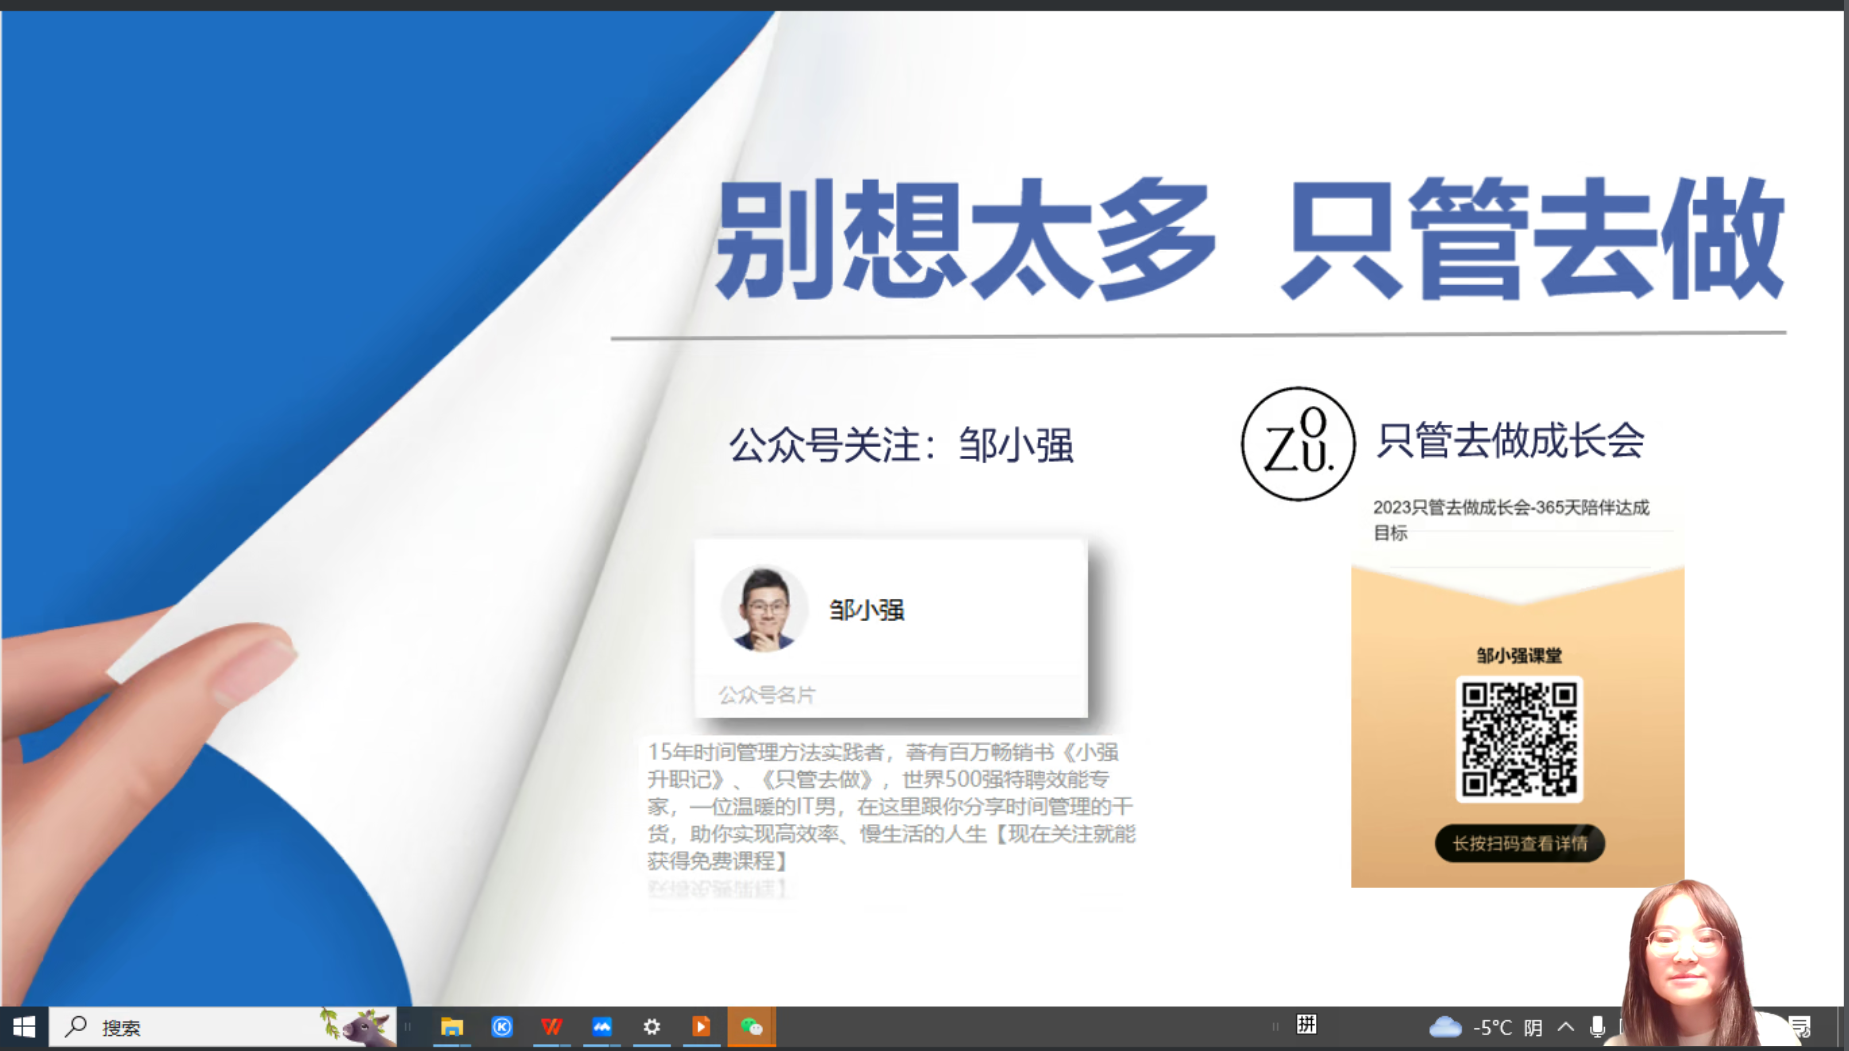 别想太多 只管去做
公众号关注：邹小强
ZOU.
只管去做成长会
2023只管去做成长会-365天陪伴达成
目标
邹小强
公众号名片
15年时间管理方法实践者，著有百万畅销书《小强
升职记》、《只管去做》，世界500强特聘效能专
家，一位温暖的IT男，在这里跟你分享时间管理的干
货，助你实现高效率、慢生活的人生【现在关注就能
获得免费课程】
邹小强课堂
长按扫码查看详情
搜索
拼
-5°C 阴